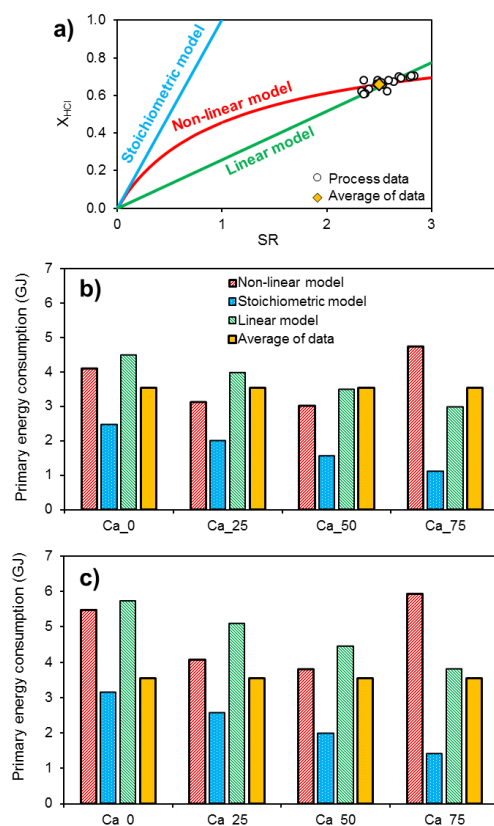 a)
1.0
0.8
0.6
0.4
0.2
0.0
X_HCl
Stoichiometric model
Non-linear model
Linear model
Process data
Average of data
0 1 2 3
SR
b)
Non-linear model
Stoichiometric model
Linear model
Average of data
7
6
5
4
3
2
1
0
Primary energy consumption (GJ)
Ca_0 Ca_25 Ca_50 Ca_75
c)
7
6
5
4
3
2
1
0
Primary energy consumption (GJ)
Ca_0 Ca_25 Ca_50 Ca_75